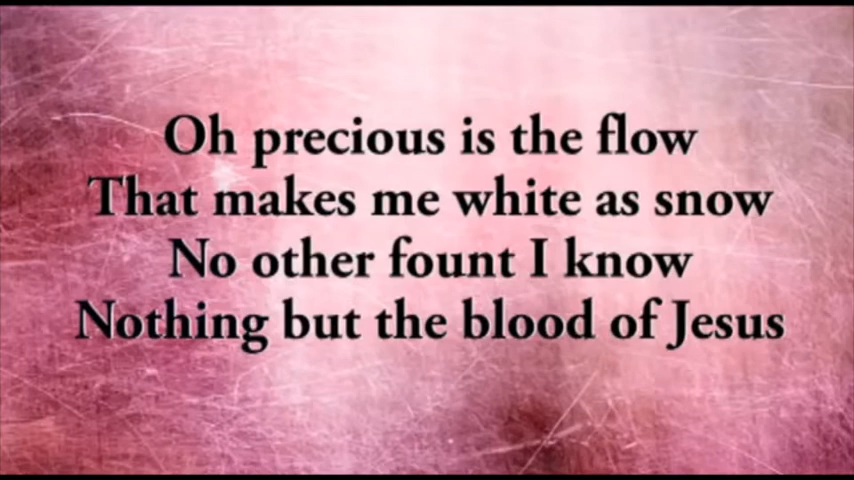 Oh precious is the flow
That makes me white as snow
No other fount I know
Nothing but the blood of Jesus